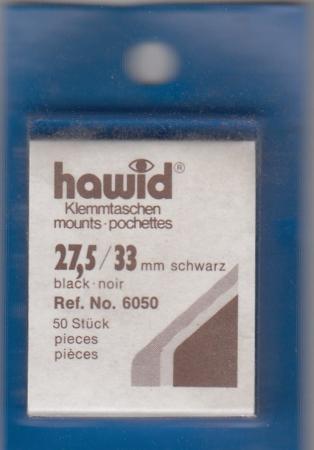 hawid®
Klemmtaschen
mounts·pochettes
27,5/33 mm schwarz
black·noir
Ref. No. 6050
50 Stück
pieces
pièces